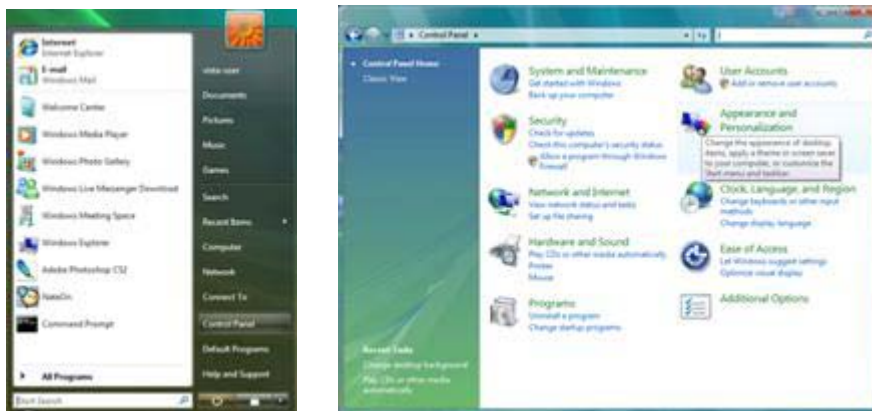 Internet
Internet Explorer
E-mail
Windows Mail
Welcome Center
Windows Media Player
Windows Photo Gallery
Windows Live Messenger Download
Windows Meeting Space
Windows Explorer
Adobe Photoshop CS2
NateOn
Command Prompt
All Programs
Start Search
vista user
Documents
Pictures
Music
Games
Search
Recent Items
Computer
Network
Connect To
Control Panel
Default Programs
Help and Support
Control Panel
Control Panel Home
Classic View
System and Maintenance
Get started with Windows
Back up your computer
Security
Check for updates
Check this computer's security status
Allow a program through Windows
Firewall
Network and Internet
View network status and tasks
Set up file sharing
Hardware and Sound
Play CDs or other media automatically
Printer
Mouse
Programs
Uninstall a program
Change startup programs
User Accounts
Add or remove user accounts
Appearance and
Personalization
Change the appearance of desktop
items, apply a theme or screen saver
to your computer, or customize the
Start menu and taskbar.
Clock, Language, and Region
Change keyboards or other input
methods
Change display language
Ease of Access
Let Windows suggest settings
Optimize visual display
Additional Options
Recent Tasks
Change desktop background
Play CDs or other media
automatically